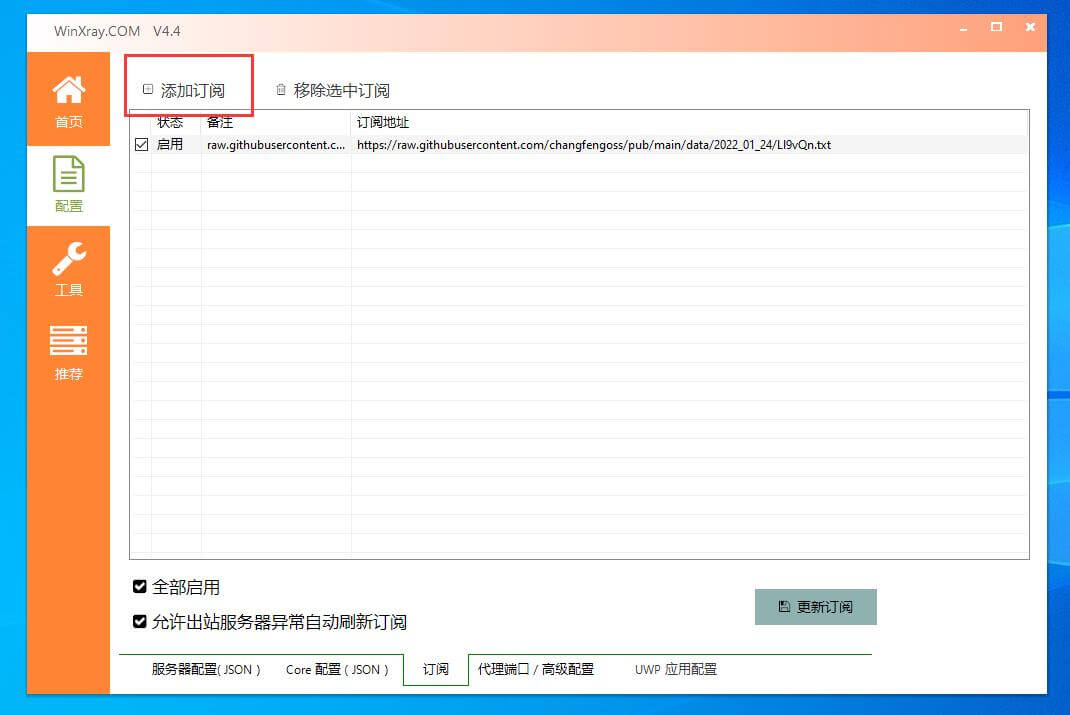 WinXray.COM V4.4
首页
配置
工具
推荐
添加订阅 移除选中订阅
状态 备注 订阅地址
启用 raw.githubusercontent.c... https://raw.githubusercontent.com/changfengoss/pub/main/data/2022_01_24/LI9vQn.txt
全部启用
允许出站服务器异常自动刷新订阅
更新订阅
服务器配置( JSON ) Core 配置 ( JSON ) 订阅 代理端口 / 高级配置 UWP 应用配置